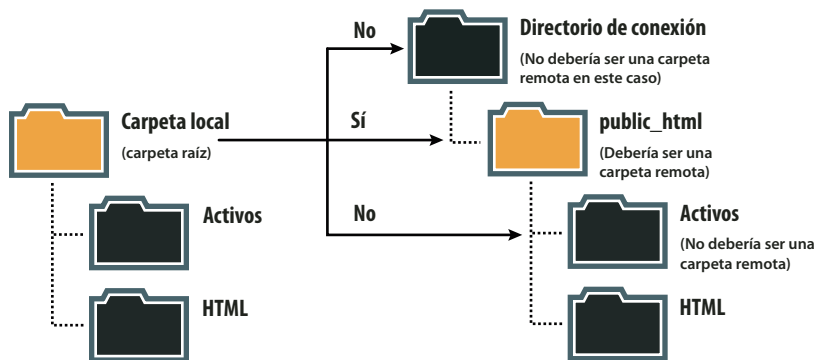 No
Directorio de conexión
(No debería ser una carpeta
remota en este caso)
Carpeta local
(carpeta raíz)
Sí
public_html
(Debería ser una
carpeta remota)
Activos
No
Activos
(No debería ser una
carpeta remota)
HTML
HTML